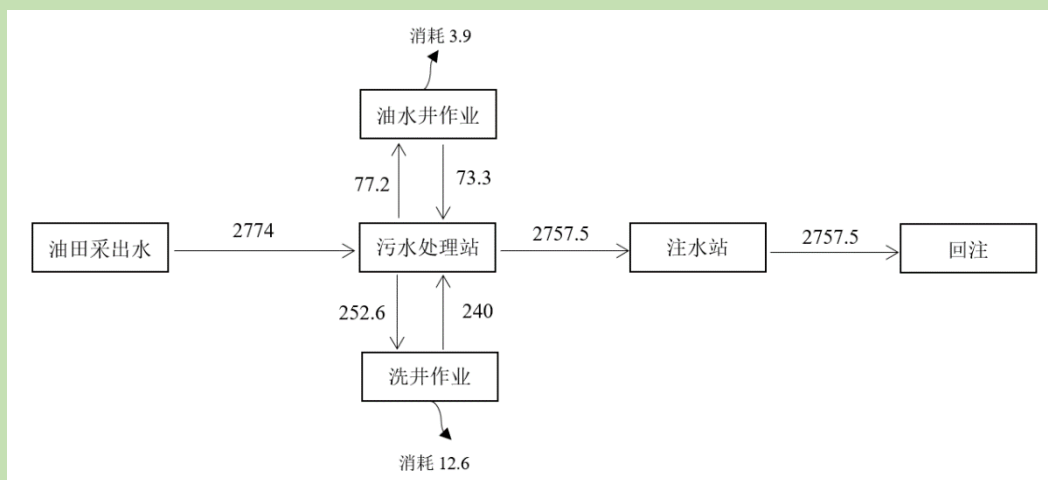 消耗 3.9
油水井作业
77.2
73.3
油田采出水
2774
污水处理站
2757.5
注水站
2757.5
回注
252.6
240
洗井作业
消耗 12.6